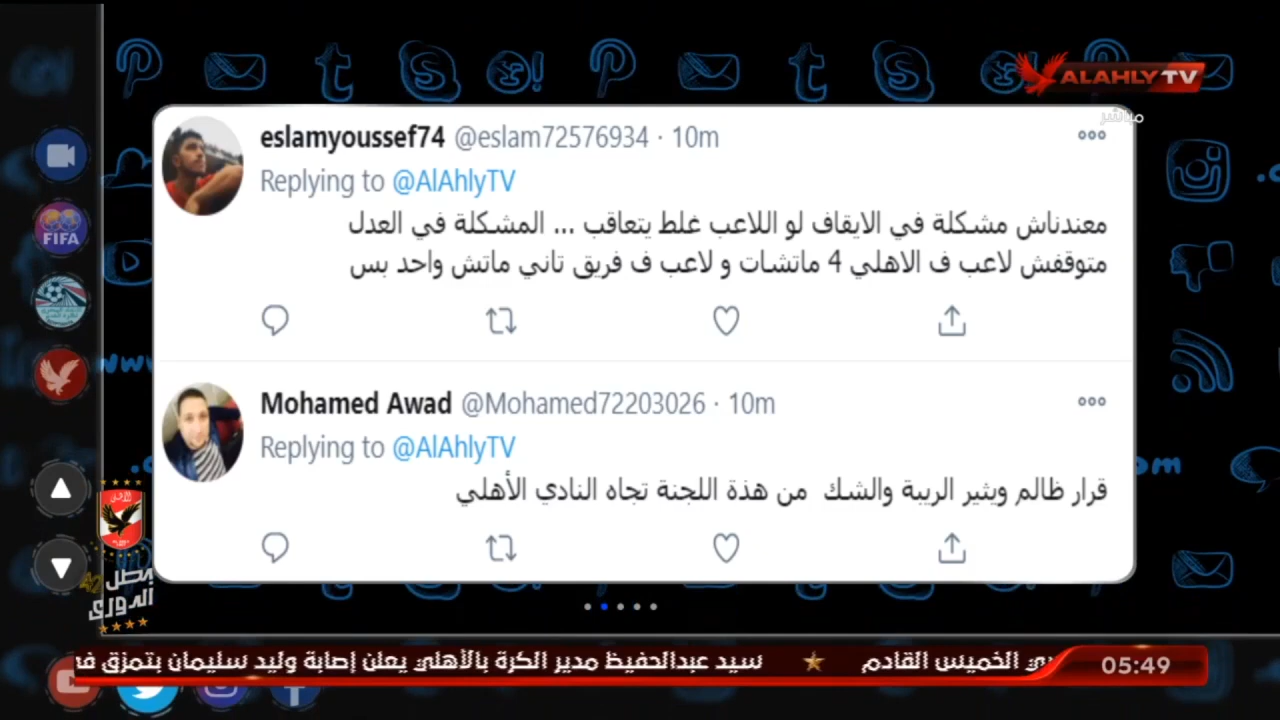 ALAHLY TV
مباشر
eslamyoussef74 @eslam72576934 · 10m
Replying to @AlAhlyTV
معندناش مشكلة في الايقاف لو اللاعب غلط يتعاقب ... المشكلة في العدل
متوقفش لاعب ف الاهلي 4 ماتشات و لاعب ف فريق تاني ماتش واحد بس
FIFA
Mohamed Awad @Mohamed72203026 · 10m
Replying to @AlAhlyTV
قرار ظالم ويثير الريبة والشك من هذة اللجنة تجاه النادي الأهلي
بطل
الدوري
42
الخميس القادم ★ سيد عبدالحفيظ مدير الكرة بالأهلي يعلن إصابة وليد سليمان بتمزق
05:49